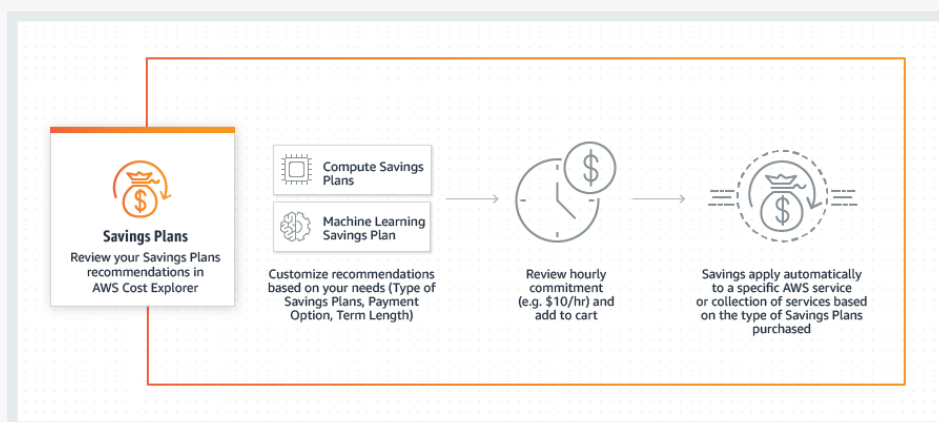 Savings Plans
Review your Savings Plans
recommendations in
AWS Cost Explorer
Compute Savings
Plans
Machine Learning
Savings Plan
Customize recommendations
based on your needs (Type of
Savings Plans, Payment
Option, Term Length)
$
Review hourly
commitment
(e.g. $10/hr) and
add to cart
$
Savings apply automatically
to a specific AWS service
or collection of services based
on the type of Savings Plans
purchased